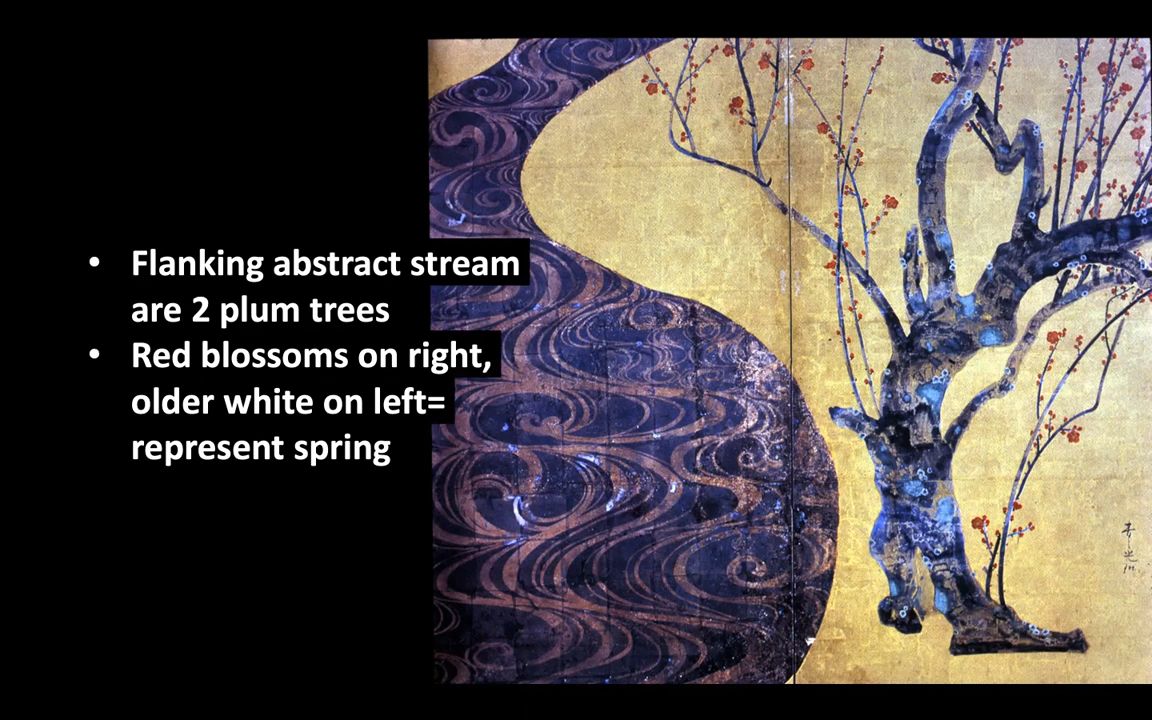 • Flanking abstract stream
are 2 plum trees
• Red blossoms on right,
older white on left=
represent spring